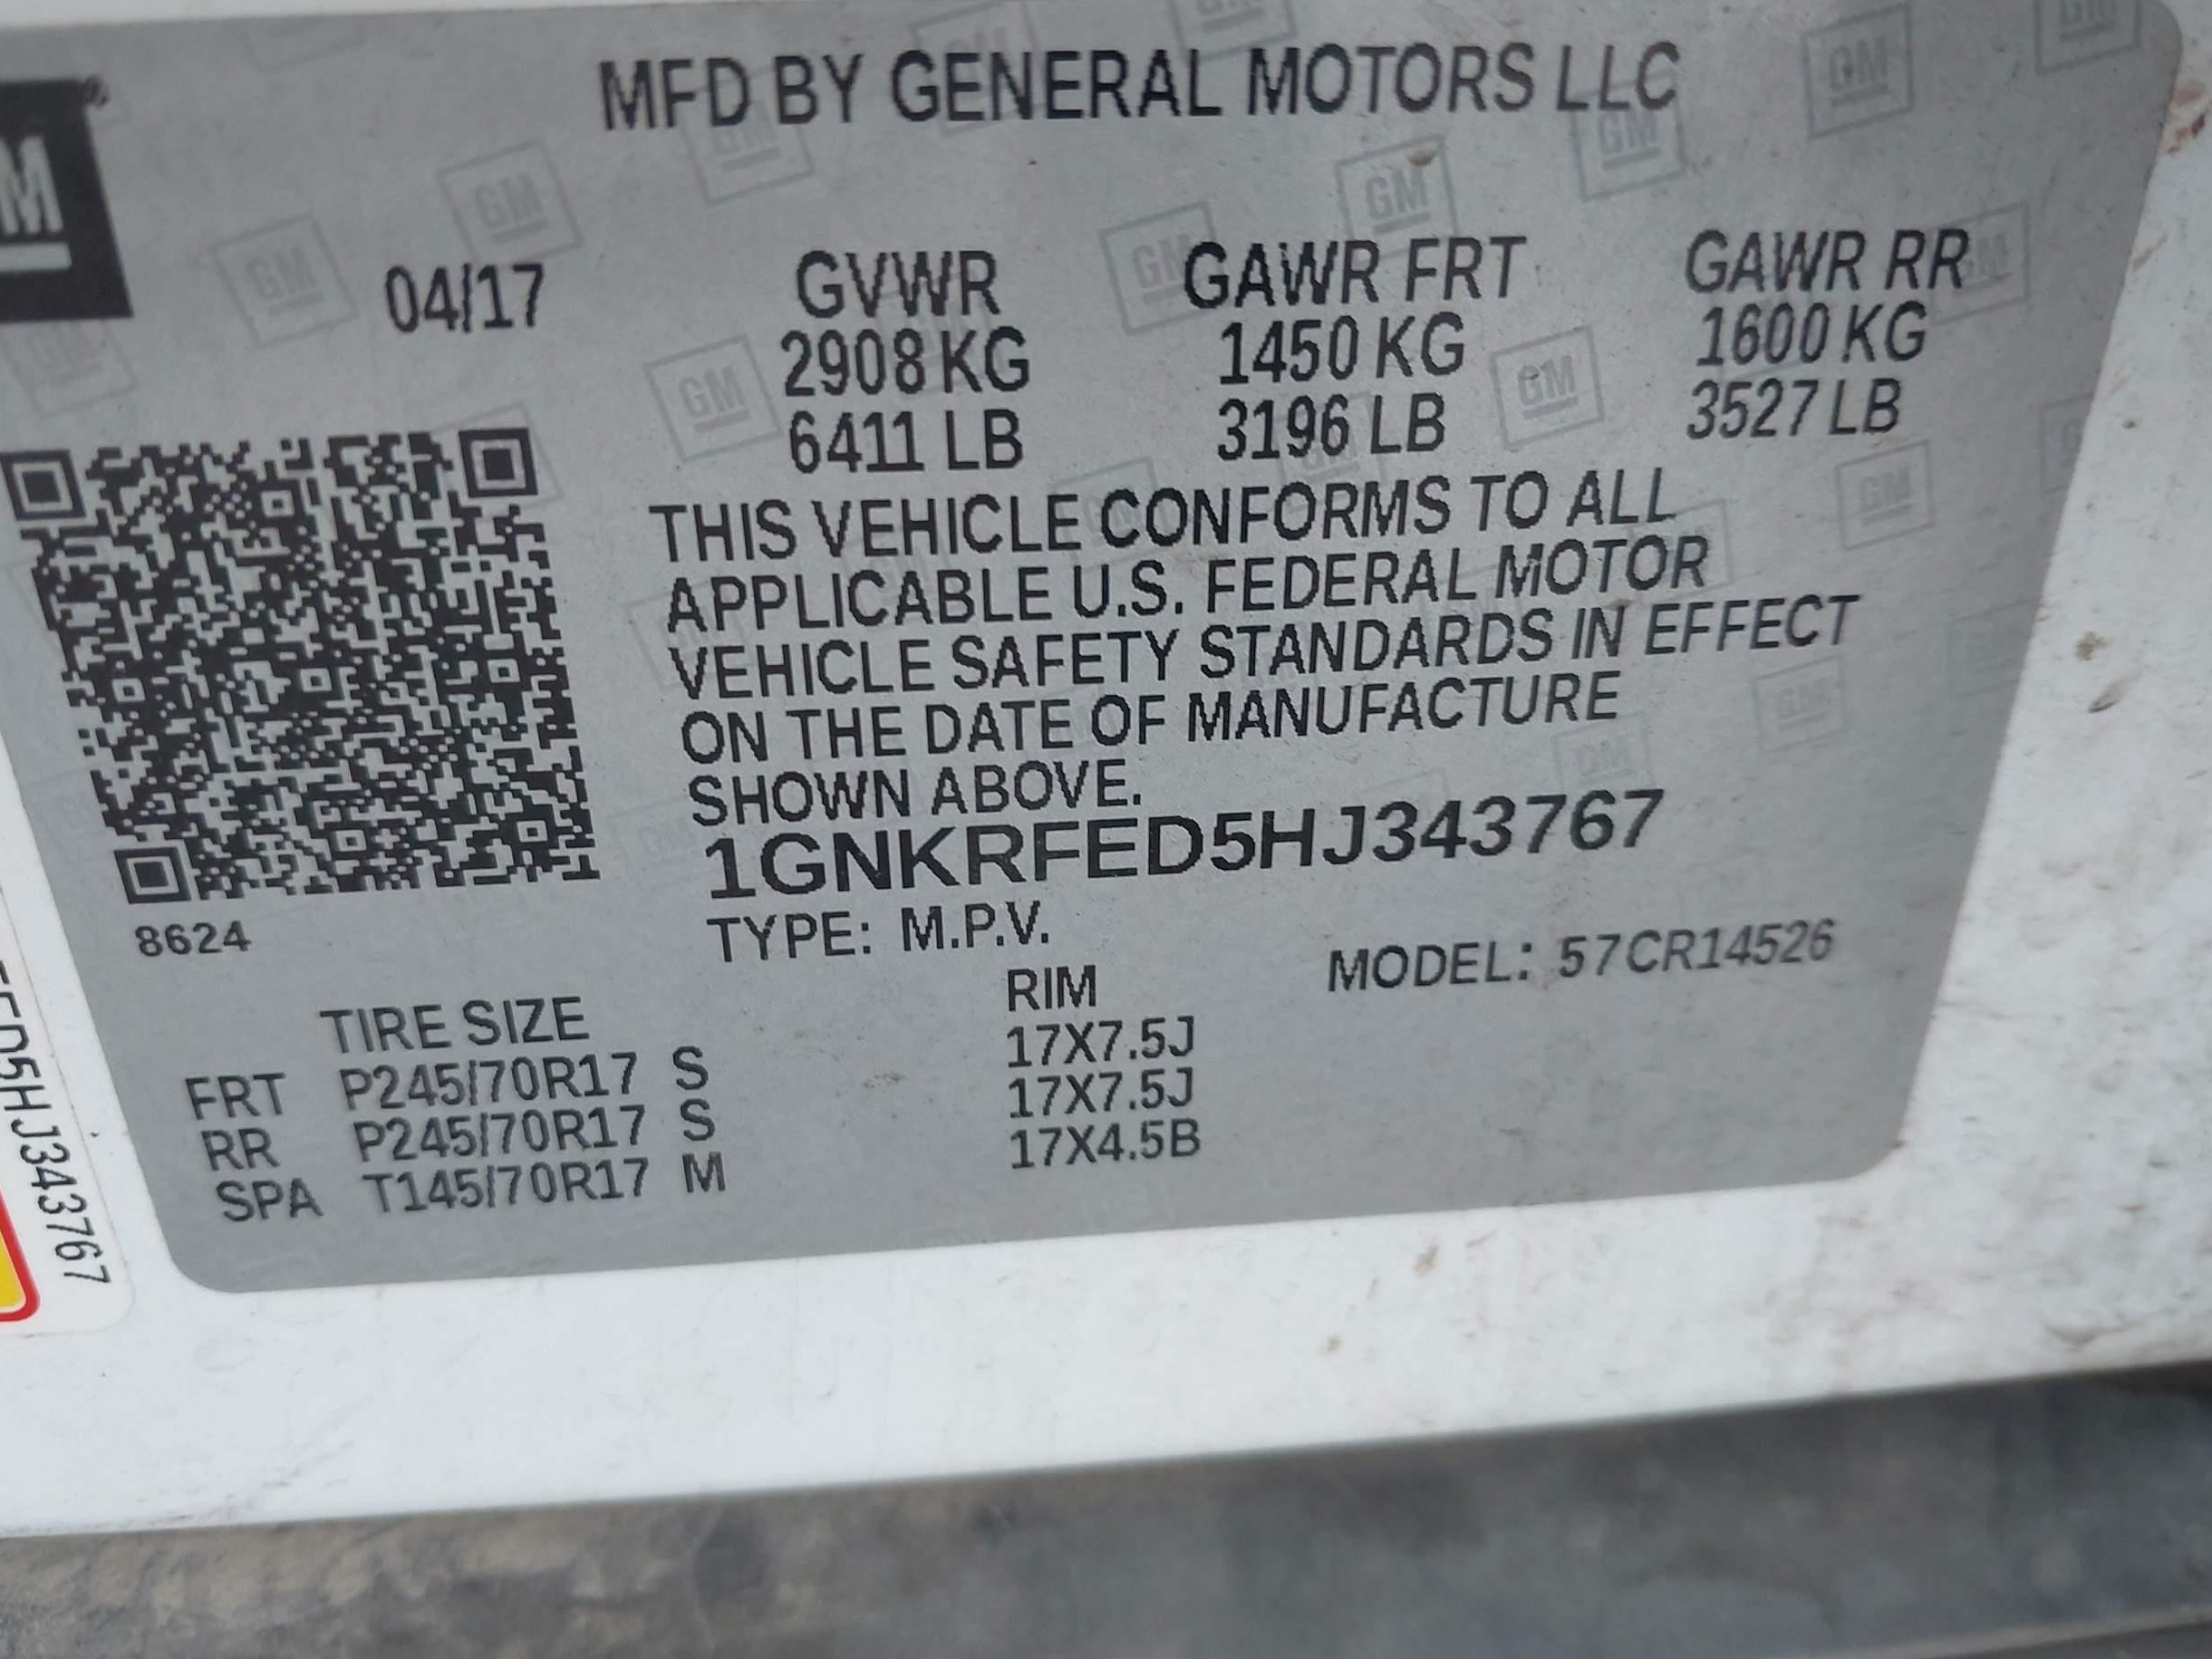 MFD BY GENERAL MOTORS LLC
04/17
GVWR GAWR FRT GAWR RR
2908 KG 1450 KG 1600 KG
6411 LB 3196 LB 3527 LB
THIS VEHICLE CONFORMS TO ALL
APPLICABLE U.S. FEDERAL MOTOR
VEHICLE SAFETY STANDARDS IN EFFECT
ON THE DATE OF MANUFACTURE
SHOWN ABOVE.
1GNKRFED5HJ343767
8624
TYPE: M.P.V.
MODEL: 57CR14526
TIRE SIZE RIM
FRT P245/70R17 S 17X7.5J
RR P245/70R17 S 17X7.5J
SPA T145/70R17 M 17X4.5B
ED5HJ343767
GM